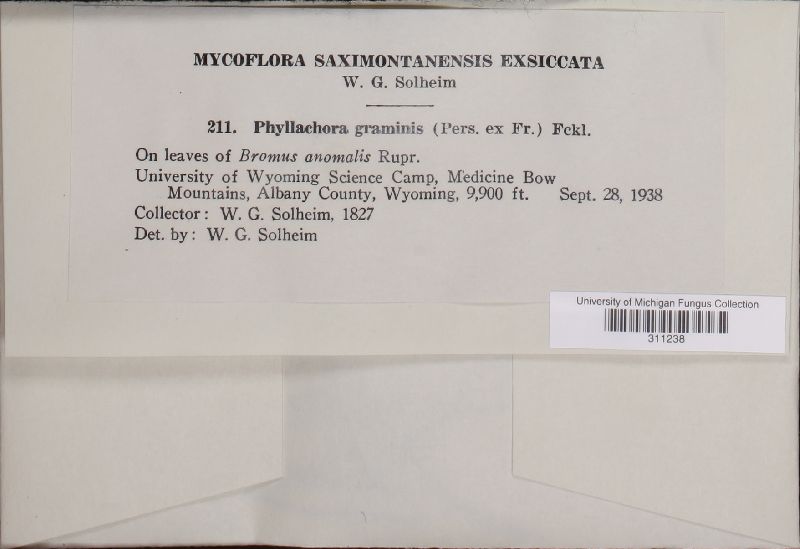 MYCOFLORA SAXIMONTANENSIS EXSICCATA
W. G. Solheim
211. Phyllachora graminis (Pers. ex Fr.) Fckl.
On leaves of Bromus anomalis Rupr.
University of Wyoming Science Camp, Medicine Bow
Mountains, Albany County, Wyoming, 9,900 ft. Sept. 28, 1938
Collector: W. G. Solheim, 1827
Det. by: W. G. Solheim
University of Michigan Fungus Collection
311238